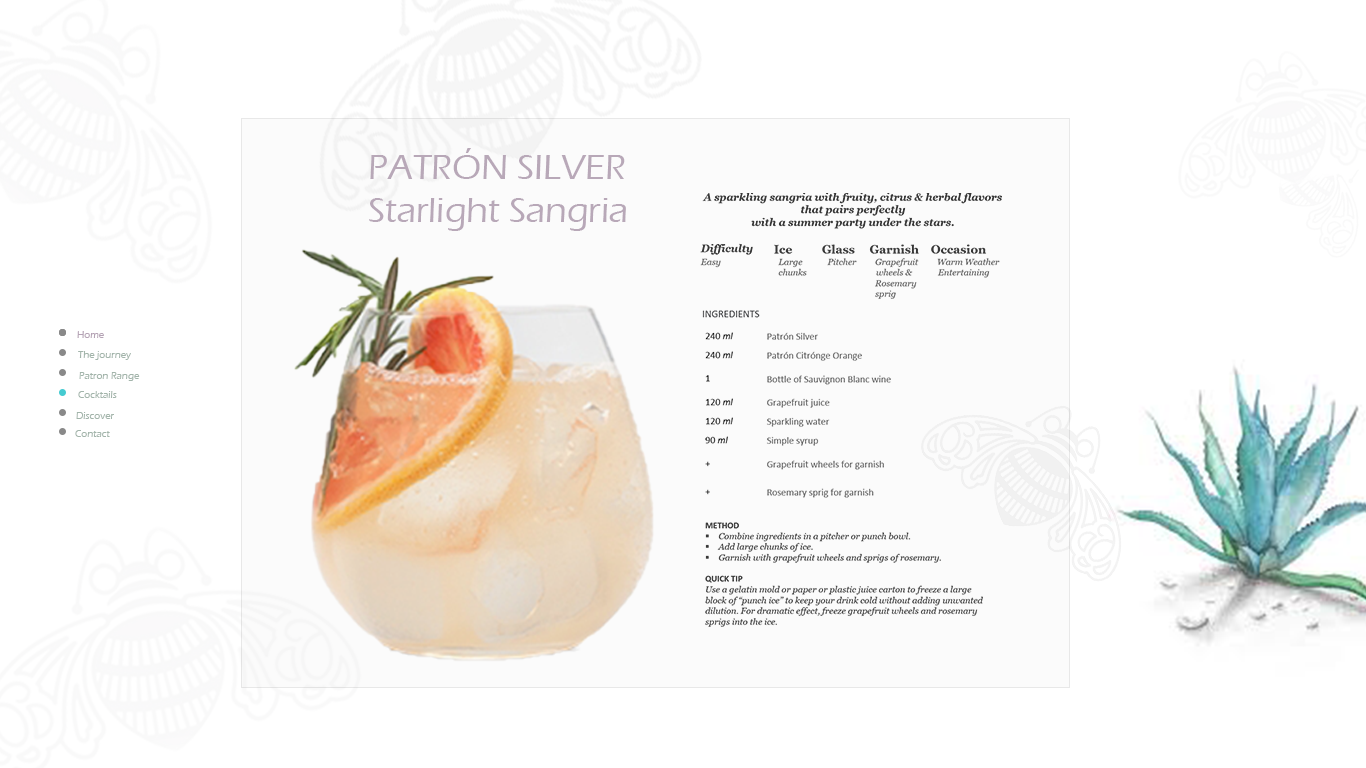 PATRÓN SILVER
Starlight Sangria
Home
The journey
Patron Range
Cocktails
Discover
Contact
A sparkling sangria with fruity, citrus & herbal flavors
that pairs perfectly
with a summer party under the stars.
Difficulty Ice Glass Garnish Occasion
Easy Large Pitcher Grapefruit Warm Weather
chunks wheels & Entertaining
Rosemary
sprig
INGREDIENTS
240 ml Patrón Silver
240 ml Patrón Citrónge Orange
1 Bottle of Sauvignon Blanc wine
120 ml Grapefruit juice
120 ml Sparkling water
90 ml Simple syrup
+ Grapefruit wheels for garnish
+ Rosemary sprig for garnish
METHOD
▪ Combine ingredients in a pitcher or punch bowl.
▪ Add large chunks of ice.
▪ Garnish with grapefruit wheels and sprigs of rosemary.
QUICK TIP
Use a gelatin mold or paper or plastic juice carton to freeze a large
block of “punch ice” to keep your drink cold without adding unwanted
dilution. For dramatic effect, freeze grapefruit wheels and rosemary
sprigs into the ice.